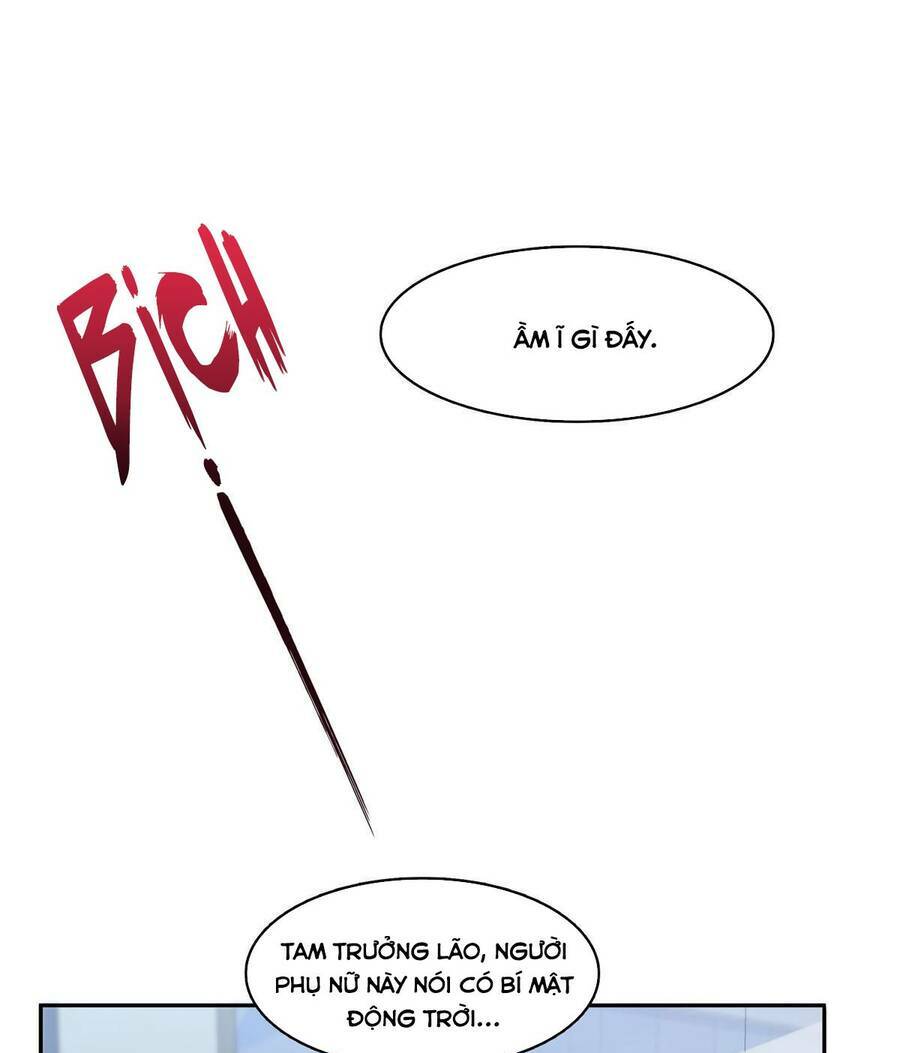 BỊCH
ẦM Ĩ GÌ ĐẤY.
TAM TRƯỞNG LÃO, NGƯỜI
PHỤ NỮ NÀY NÓI CÓ BÍ MẬT
ĐỘNG TRỜI...